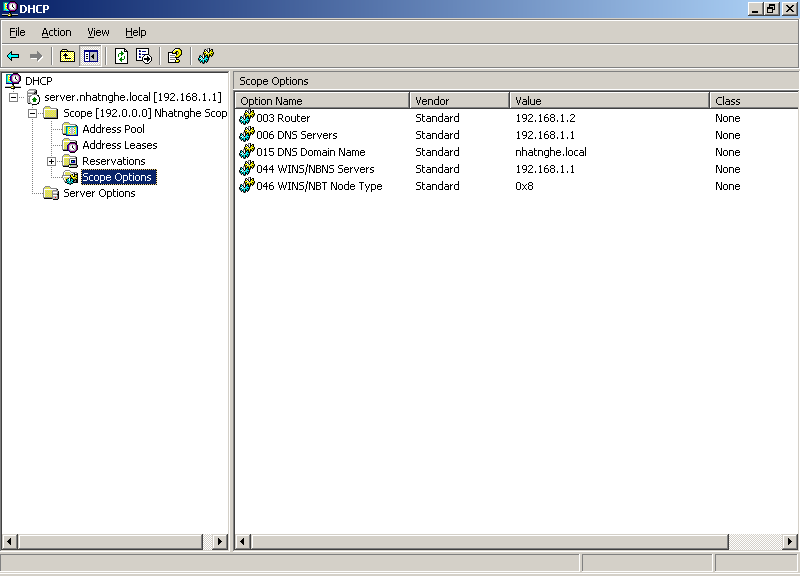 DHCP
File Action View Help
DHCP
server.nhatnghe.local [192.168.1.1]
Scope [192.0.0.0] Nhatnghe Scop
Address Pool
Address Leases
Reservations
Scope Options
Server Options
Scope Options
Option Name Vendor Value Class
003 Router Standard 192.168.1.2 None
006 DNS Servers Standard 192.168.1.1 None
015 DNS Domain Name Standard nhatnghe.local None
044 WINS/NBNS Servers Standard 192.168.1.1 None
046 WINS/NBT Node Type Standard 0x8 None